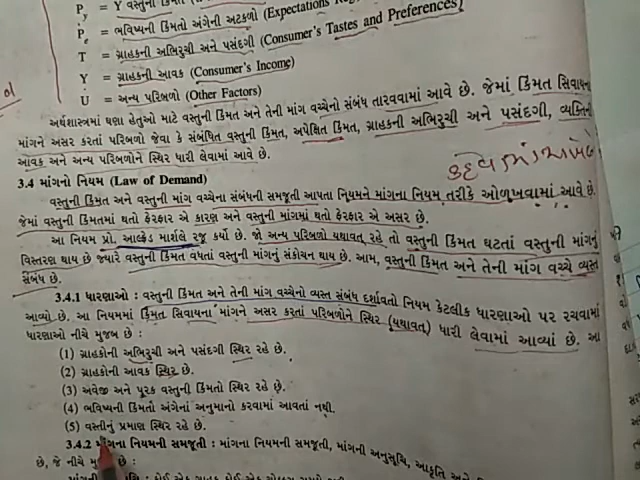 P_y = Y વસ્તુની કિંમત
P_e = ભવિષ્યની કિંમતો અંગેની અટકળો (Expectations
T = ગ્રાહકની અભિરુચી અને પસંદગી (Consumer's Tastes and Preferences)
Y = ગ્રાહકની આવક (Consumer's Income)
U = અન્ય પરિબળો (Other Factors)
અર્થશાસ્ત્રમાં ઘણા હેતુઓ માટે વસ્તુની કિંમત અને તેની માંગ વચ્ચેનો સંબંધ તારવવામાં આવે છે. જેમાં કિંમત સિવાયના
માંગને અસર કરતાં પરિબળો જેવા કે સંબંધિત વસ્તુની કિંમત, અપેક્ષિત કિંમત, ગ્રાહકની અભિરુચી અને પસંદગી, વ્યક્તિની
આવક અને અન્ય પરિબળોને સ્થિર ધારી લેવામાં આવે છે.
3.4 માંગનો નિયમ (Law of Demand)
વસ્તુની કિંમત અને વસ્તુની માંગ વચ્ચેના સંબંધની સમજૂતી આપતા નિયમને માંગના નિયમ તરીકે ઓળખવામાં આવે છે.
જેમાં વસ્તુની કિંમતમાં થતો ફેરફાર એ કારણ અને વસ્તુની માંગમાં થતો ફેરફાર એ અસર છે.
આ નિયમ પ્રો. આલ્ફ્રેડ માર્શલે રજૂ કર્યો છે. જો અન્ય પરિબળો યથાવત્ રહે તો વસ્તુની કિંમત ઘટતાં વસ્તુની માંગનું
વિસ્તરણ થાય છે જ્યારે વસ્તુની કિંમત વધતાં વસ્તુની માંગનું સંકોચન થાય છે. આમ, વસ્તુની કિંમત અને તેની માંગ વચ્ચે વ્યસ્ત
સંબંધ છે.
3.4.1 ધારણાઓ : વસ્તુની કિંમત અને તેની માંગ વચ્ચેનો વ્યસ્ત સંબંધ દર્શાવતો નિયમ કેટલીક ધારણાઓ પર રચવામાં
આવ્યો છે. આ નિયમમાં કિંમત સિવાયના માંગને અસર કરતાં પરિબળોને સ્થિર (યથાવત્) ધારી લેવામાં આવ્યાં છે. આ
ધારણાઓ નીચે મુજબ છે :
(1) ગ્રાહકોની અભિરુચી અને પસંદગી સ્થિર રહે છે.
(2) ગ્રાહકોની આવક સ્થિર છે.
(3) અવેજી અને પૂરક વસ્તુની કિંમતો સ્થિર રહે છે.
(4) ભવિષ્યની કિંમતો અંગેનાં અનુમાનો કરવામાં આવતાં નથી.
(5) વસ્તીનું પ્રમાણ સ્થિર રહે છે.
3.4.2 માંગના નિયમની સમજૂતી : માંગના નિયમની સમજૂતી, માંગની અનુસૂચિ, આકૃતિ અને
છે, જે નીચે મુજબ છે :